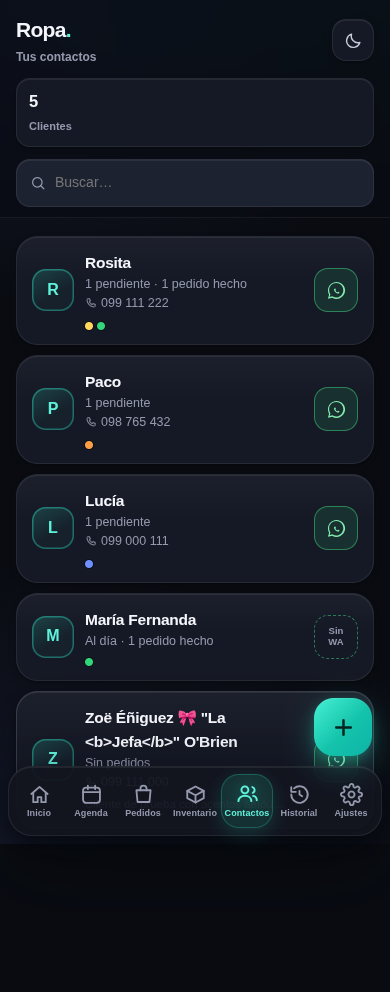 Ropa.
Tus contactos
5
Clientes
Buscar…
R
Rosita
1 pendiente · 1 pedido hecho
099 111 222
P
Paco
1 pendiente
098 765 432
L
Lucía
1 pendiente
099 000 111
M
María Fernanda
Al día · 1 pedido hecho
Sin
WA
Z
Zoë Éñiguez 🎀 "La
<b>Jefa</b>" O'Brien
Sin pedidos
Inicio
Agenda
Pedidos
Inventario
Contactos
Historial
Ajustes